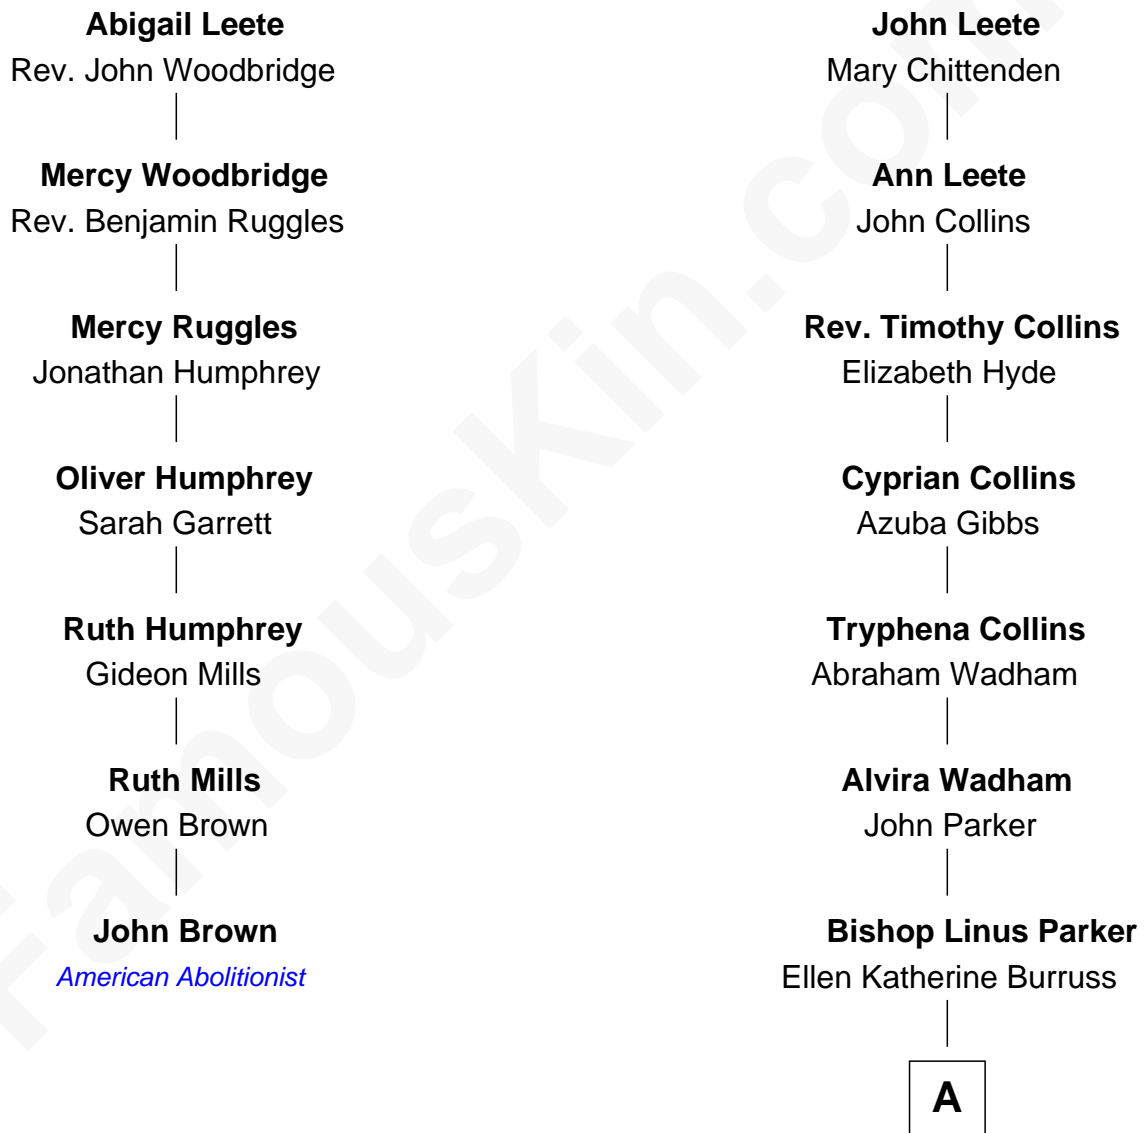 Abigail Leete
Rev. John Woodbridge
Mercy Woodbridge
Rev. Benjamin Ruggles
Mercy Ruggles
Jonathan Humphrey
Oliver Humphrey
Sarah Garrett
Ruth Humphrey
Gideon Mills
Ruth Mills
Owen Brown
John Brown
American Abolitionist
John Leete
Mary Chittenden
Ann Leete
John Collins
Rev. Timothy Collins
Elizabeth Hyde
Cyprian Collins
Azuba Gibbs
Tryphena Collins
Abraham Wadham
Alvira Wadham
John Parker
Bishop Linus Parker
Ellen Katherine Burruss
A
FamousKin.com